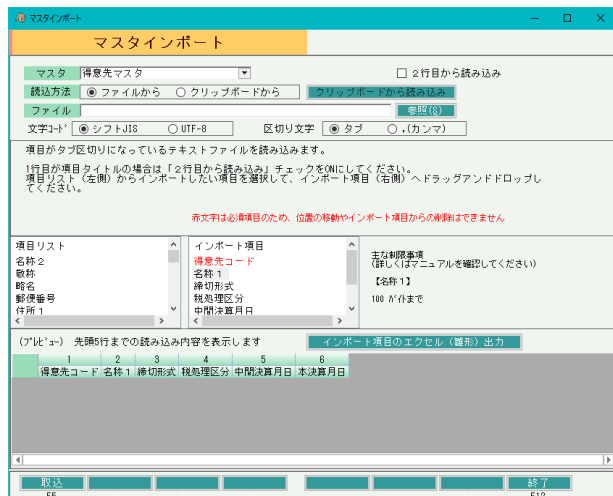 マスタインポート
マスタインポート
マスタ 得意先マスタ 2行目から読み込み
読込方法 ファイルから クリップボードから クリップボードから読み込み
ファイル 参照(S)
文字ｺｰﾄﾞ シフトJIS UTF-8 区切り文字 タブ ,(カンマ)
項目がタブ区切りになっているテキストファイルを読み込みます。
1行目が項目タイトルの場合は「2行目から読み込み」チェックをONにしてください。
項目リスト（左側）からインポートしたい項目を選択して、インポート項目（右側）へドラッグアンドドロップし
てください。
赤文字は必須項目のため、位置の移動やインポート項目からの削除はできません
項目リスト
名称２
敬称
略名
郵便番号
住所１
インポート項目
得意先コード
名称１
締切形式
税処理区分
中間決算月日
主な制限事項
(詳しくはマニュアルを確認してください)
【名称１】
100 ﾊﾞｲﾄまで
(ﾌﾟﾚﾋﾞｭｰ) 先頭5行までの読み込み内容を表示します インポート項目のエクセル（雛形）出力
1 2 3 4 5 6
得意先コード 名称１ 締切形式 税処理区分 中間決算月日 本決算月日
取込 終了
F5 F12